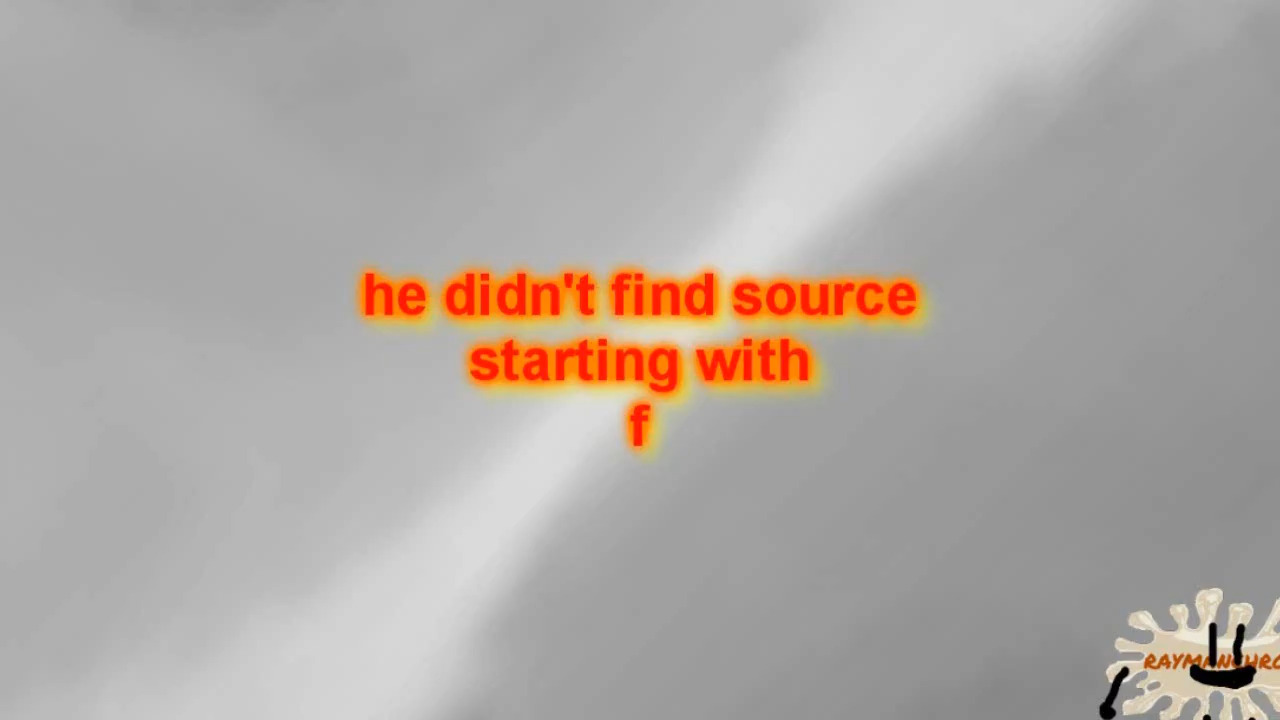 he didn't find source
starting with
f